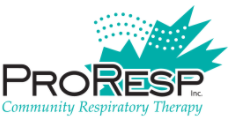 PRORESP Inc.
Community Respiratory Therapy